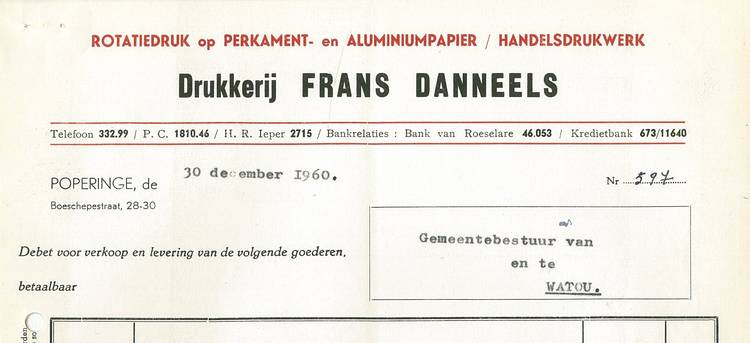 ROTATIEDRUK op PERKAMENT- en ALUMINIUMPAPIER / HANDELSDRUKWERK
Drukkerij FRANS DANNEELS
Telefoon 332.99 / P. C. 1810.46 / H. R. Ieper 2715 / Bankrelaties : Bank van Roeselare 46.053 / Kredietbank 673/11640
POPERINGE, de 30 december 1960.
Nr 597
Boeschepestraat, 28-30
Gemeentebestuur van
en te
WATOU.
Debet voor verkoop en levering van de volgende goederen,
betaalbaar